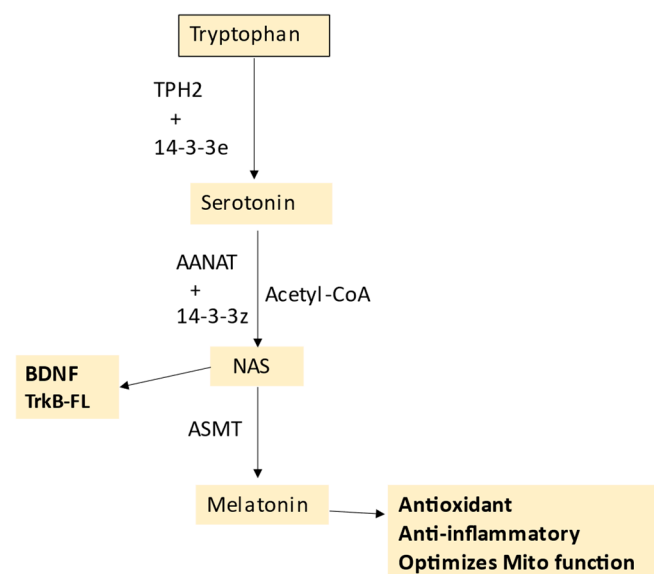 Tryptophan
TPH2
+
14-3-3e
Serotonin
AANAT
+
14-3-3z
Acetyl-CoA
NAS
BDNF
TrkB-FL
ASMT
Melatonin
Antioxidant
Anti-inflammatory
Optimizes Mito function